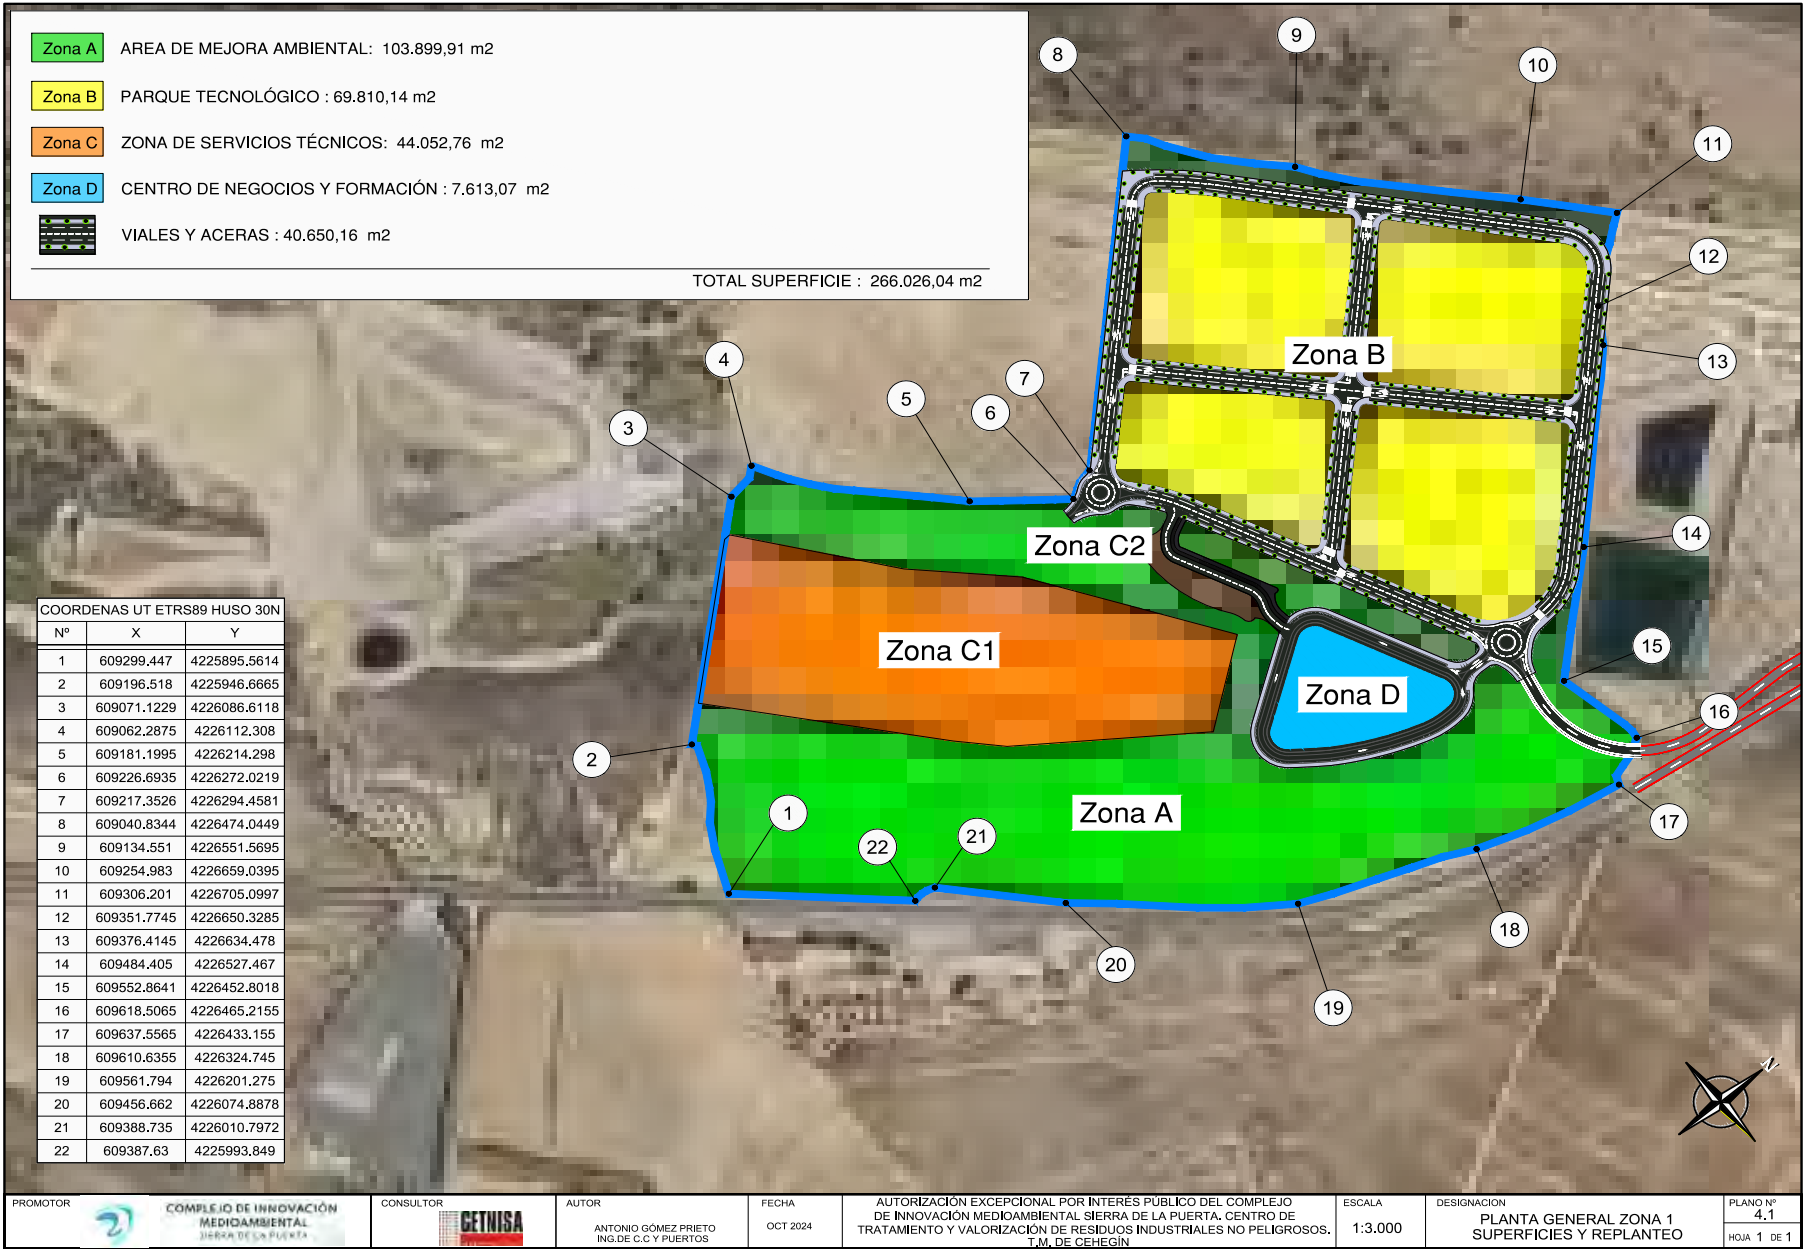 Zona A AREA DE MEJORA AMBIENTAL: 103.899,91 m2
Zona B PARQUE TECNOLÓGICO : 69.810,14 m2
Zona C ZONA DE SERVICIOS TÉCNICOS: 44.052,76 m2
Zona D CENTRO DE NEGOCIOS Y FORMACIÓN : 7.613,07 m2
VIALES Y ACERAS : 40.650,16 m2
TOTAL SUPERFICIE : 266.026,04 m2
8
9
10
11
12
13
14
15
16
17
18
19
20
21
22
1
2
3
4
5
6
7
Zona B
Zona C2
Zona C1
Zona D
Zona A
N
COORDENAS UT ETRS89 HUSO 30N
Nº X Y
1 609299.447 4225895.5614
2 609196.518 4225946.6665
3 609071.1229 4226086.6118
4 609062.2875 4226112.308
5 609181.1995 4226214.298
6 609226.6935 4226272.0219
7 609217.3526 4226294.4581
8 609040.8344 4226474.0449
9 609134.551 4226551.5695
10 609254.983 4226659.0395
11 609306.201 4226705.0997
12 609351.7745 4226650.3285
13 609376.4145 4226634.478
14 609484.405 4226527.467
15 609552.8641 4226452.8018
16 609618.5065 4226465.2155
17 609637.5565 4226433.155
18 609610.6355 4226324.745
19 609561.794 4226201.275
20 609456.662 4226074.8878
21 609388.735 4226010.7972
22 609387.63 4225993.849
PROMOTOR
COMPLEJO DE INNOVACIÓN
MEDIOAMBIENTAL
SIERRA DE LA PUERTA
CONSULTOR
CETNISA
AUTOR
ANTONIO GÓMEZ PRIETO
ING.DE C.C Y PUERTOS
FECHA
OCT 2024
AUTORIZACIÓN EXCEPCIONAL POR INTERÉS PÚBLICO DEL COMPLEJO
DE INNOVACIÓN MEDIOAMBIENTAL SIERRA DE LA PUERTA. CENTRO DE
TRATAMIENTO Y VALORIZACIÓN DE RESIDUOS INDUSTRIALES NO PELIGROSOS.
T.M. DE CEHEGÍN
ESCALA
1:3.000
DESIGNACION
PLANTA GENERAL ZONA 1
SUPERFICIES Y REPLANTEO
PLANO Nº
4.1
HOJA 1 DE 1